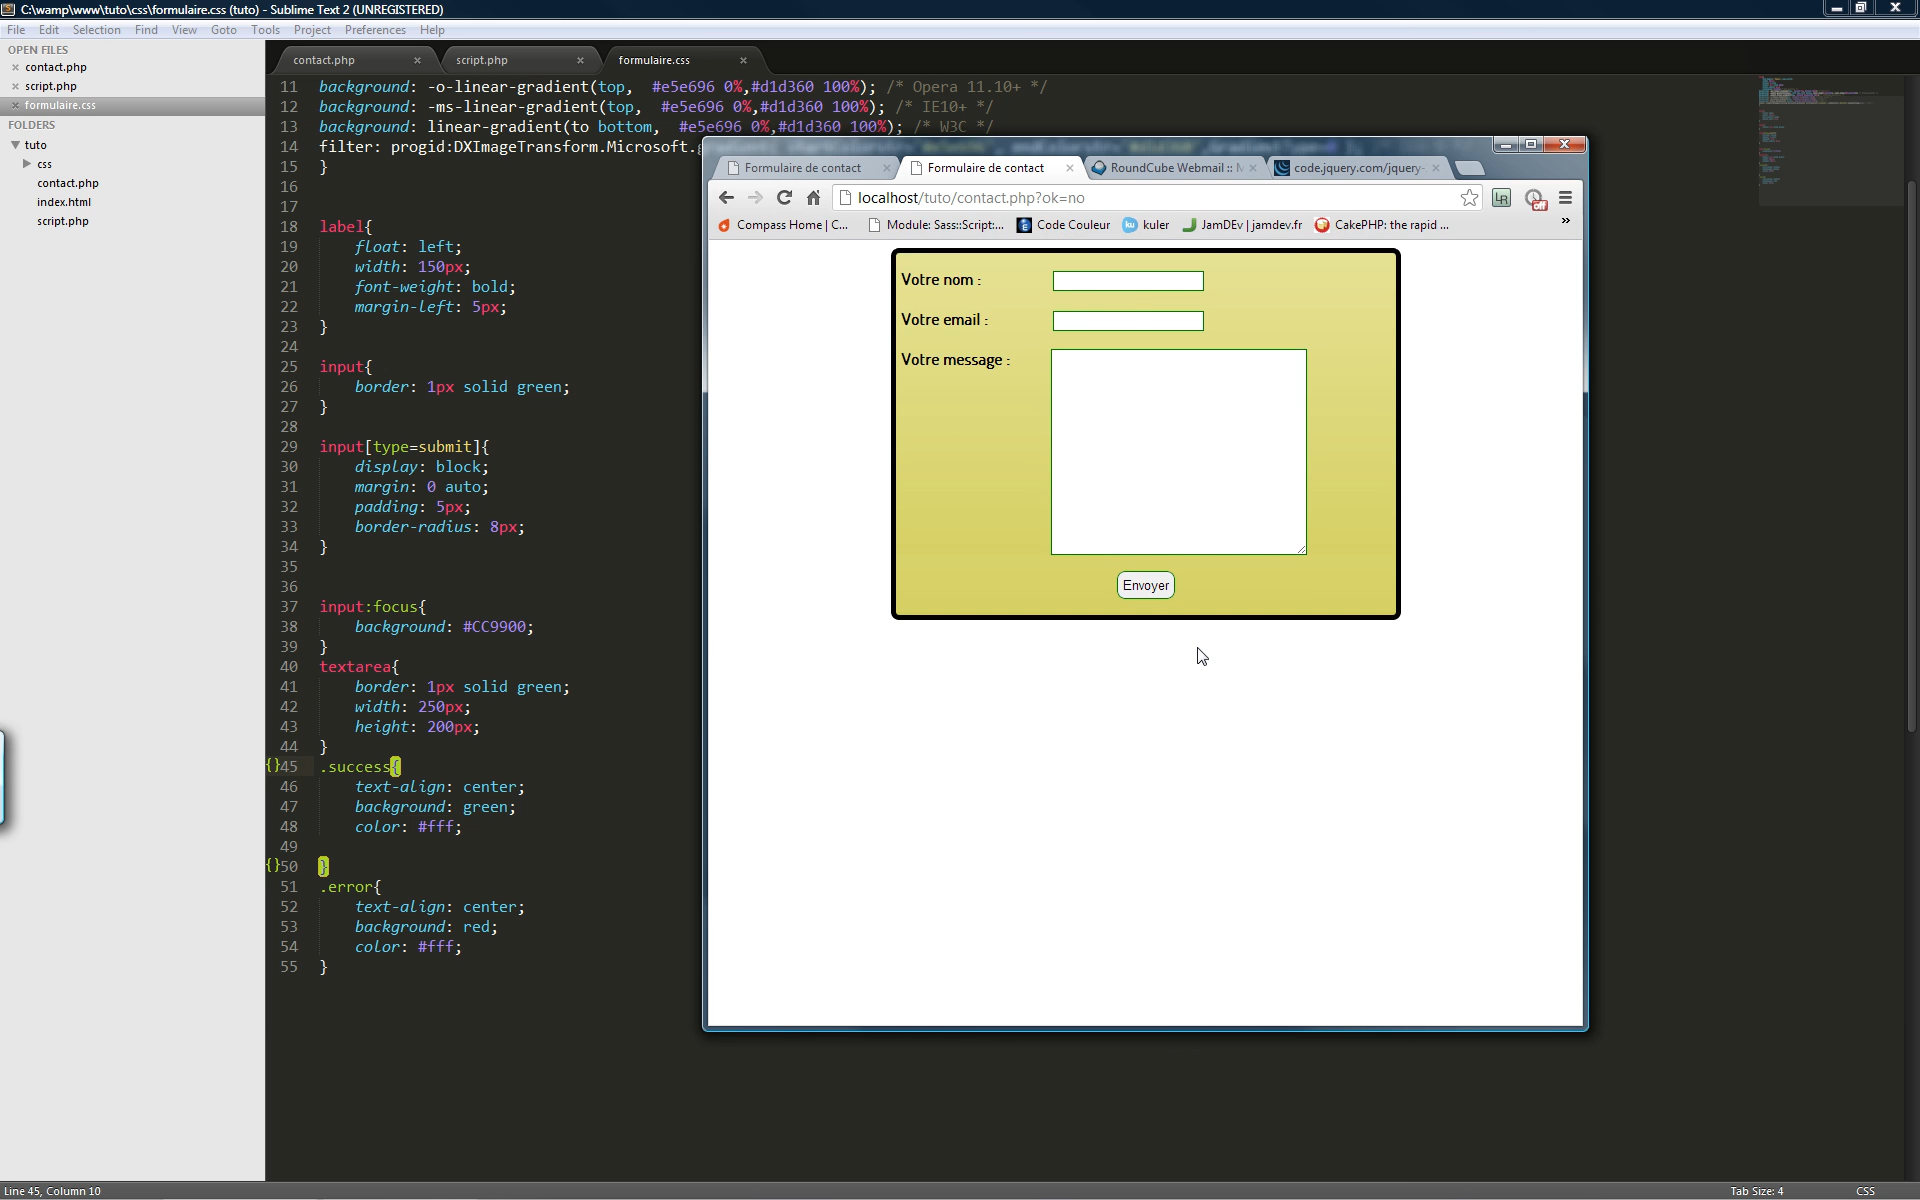 C:\wamp\www\tuto\css\formulaire.css (tuto) - Sublime Text 2 (UNREGISTERED)
File Edit Selection Find View Goto Tools Project Preferences Help
OPEN FILES
contact.php
script.php
formulaire.css
FOLDERS
tuto
css
contact.php
index.html
script.php
contact.php script.php formulaire.css
11 background: -o-linear-gradient(top,  #e5e696 0%,#d1d360 100%); /* Opera 11.10+ */
12 background: -ms-linear-gradient(top,  #e5e696 0%,#d1d360 100%); /* IE10+ */
13 background: linear-gradient(to bottom,  #e5e696 0%,#d1d360 100%); /* W3C */
14 filter: progid:DXImageTransform.Microsoft.g
15 }
16
17
18 label{
19     float: left;
20     width: 150px;
21     font-weight: bold;
22     margin-left: 5px;
23 }
24
25 input{
26     border: 1px solid green;
27 }
28
29 input[type=submit]{
30     display: block;
31     margin: 0 auto;
32     padding: 5px;
33     border-radius: 8px;
34 }
35
36
37 input:focus{
38     background: #CC9900;
39 }
40 textarea{
41     border: 1px solid green;
42     width: 250px;
43     height: 200px;
44 }
{}45 .success{
46     text-align: center;
47     background: green;
48     color: #fff;
49
{}50 }
51 .error{
52     text-align: center;
53     background: red;
54     color: #fff;
55 }
Formulaire de contact Formulaire de contact RoundCube Webmail :: code.jquery.com/jquery-
localhost/tuto/contact.php?ok=no
LR Off
Compass Home | C... Module: Sass::Script:... Code Couleur ku kuler JamDEv | jamdev.fr CakePHP: the rapid ... »
Votre nom :
Votre email :
Votre message :
Envoyer
Line 45, Column 10
Tab Size: 4 CSS